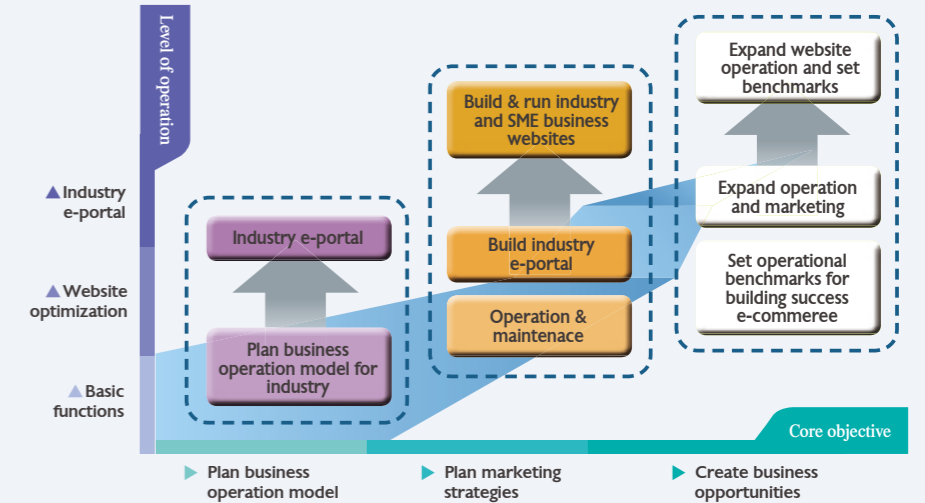 Level of operation
Industry
e-portal
Website
optimization
Basic
functions
Industry e-portal
Plan business
operation model for
industry
Build & run industry
and SME business
websites
Build industry
e-portal
Operation &
maintenace
Expand website
operation and set
benchmarks
Expand operation
and marketing
Set operational
benchmarks for
building success
e-commeree
Core objective
Plan business
operation model
Plan marketing
strategies
Create business
opportunities